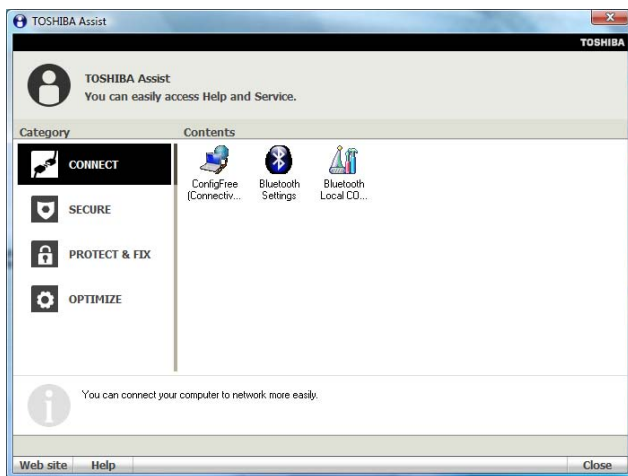 TOSHIBA Assist
TOSHIBA
TOSHIBA Assist
You can easily access Help and Service.
Category
Contents
CONNECT
SECURE
PROTECT & FIX
OPTIMIZE
ConfigFree
(Connectiv...
Bluetooth
Settings
Bluetooth
Local CO...
You can connect your computer to network more easily.
Web site
Help
Close